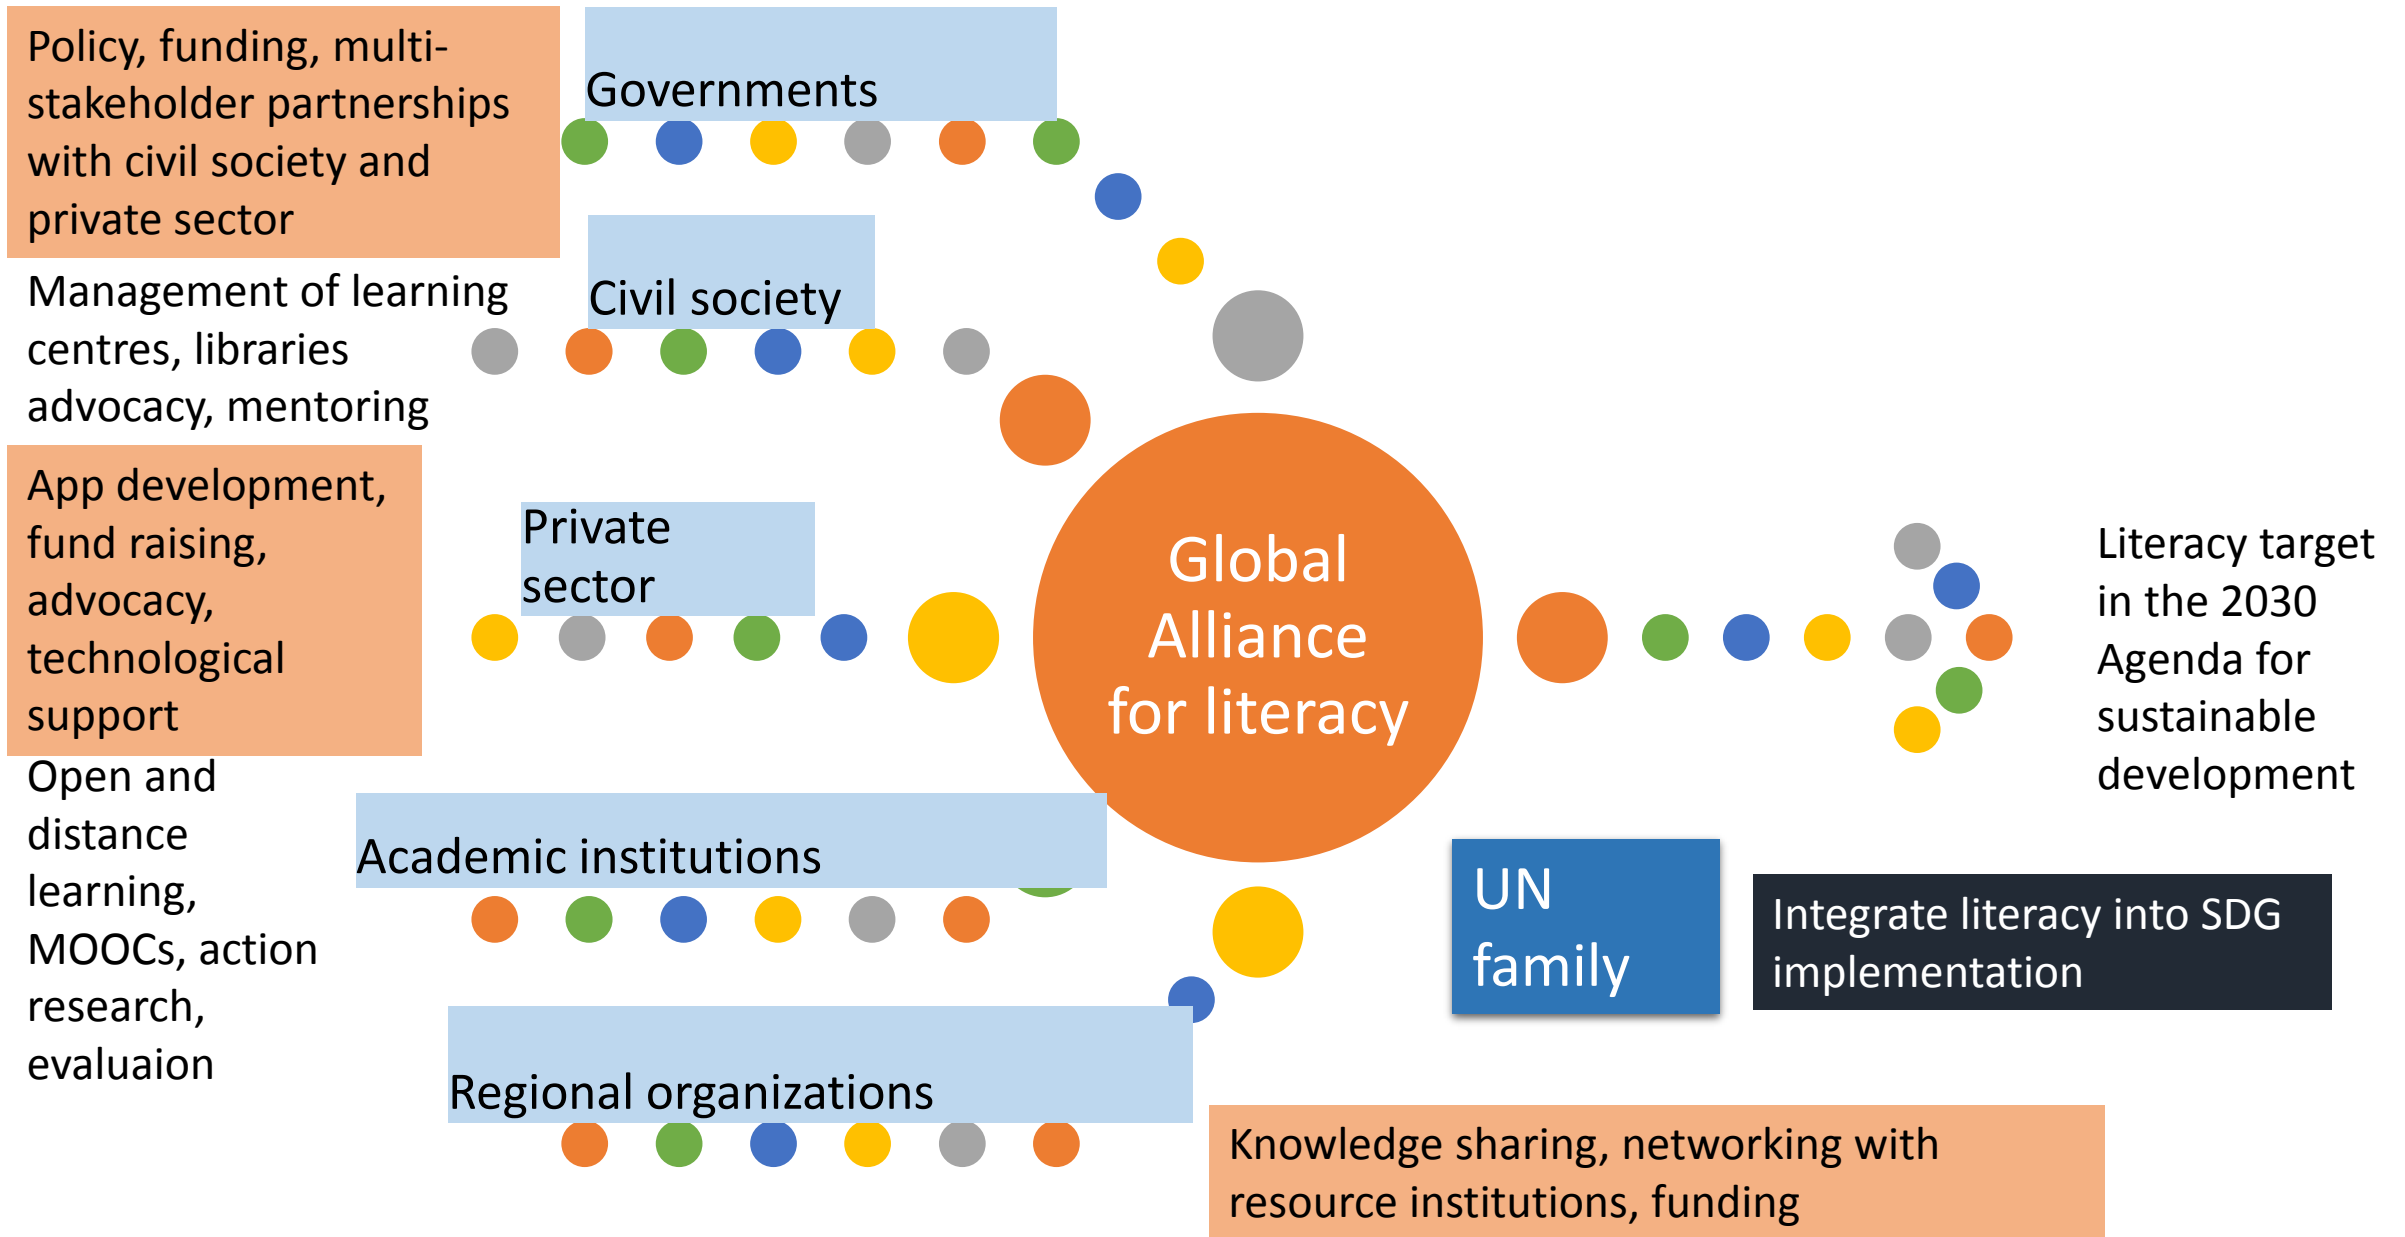 Policy, funding, multi-
stakeholder partnerships
with civil society and
private sector
Governments
Management of learning
centres, libraries
advocacy, mentoring
Civil society
App development,
fund raising,
advocacy,
technological
support
Private
sector
Open and
distance
learning,
MOOCs, action
research,
evaluaion
Academic institutions
Regional organizations
Knowledge sharing, networking with
resource institutions, funding
Global
Alliance
for literacy
UN
family
Integrate literacy into SDG
implementation
Literacy target
in the 2030
Agenda for
sustainable
development